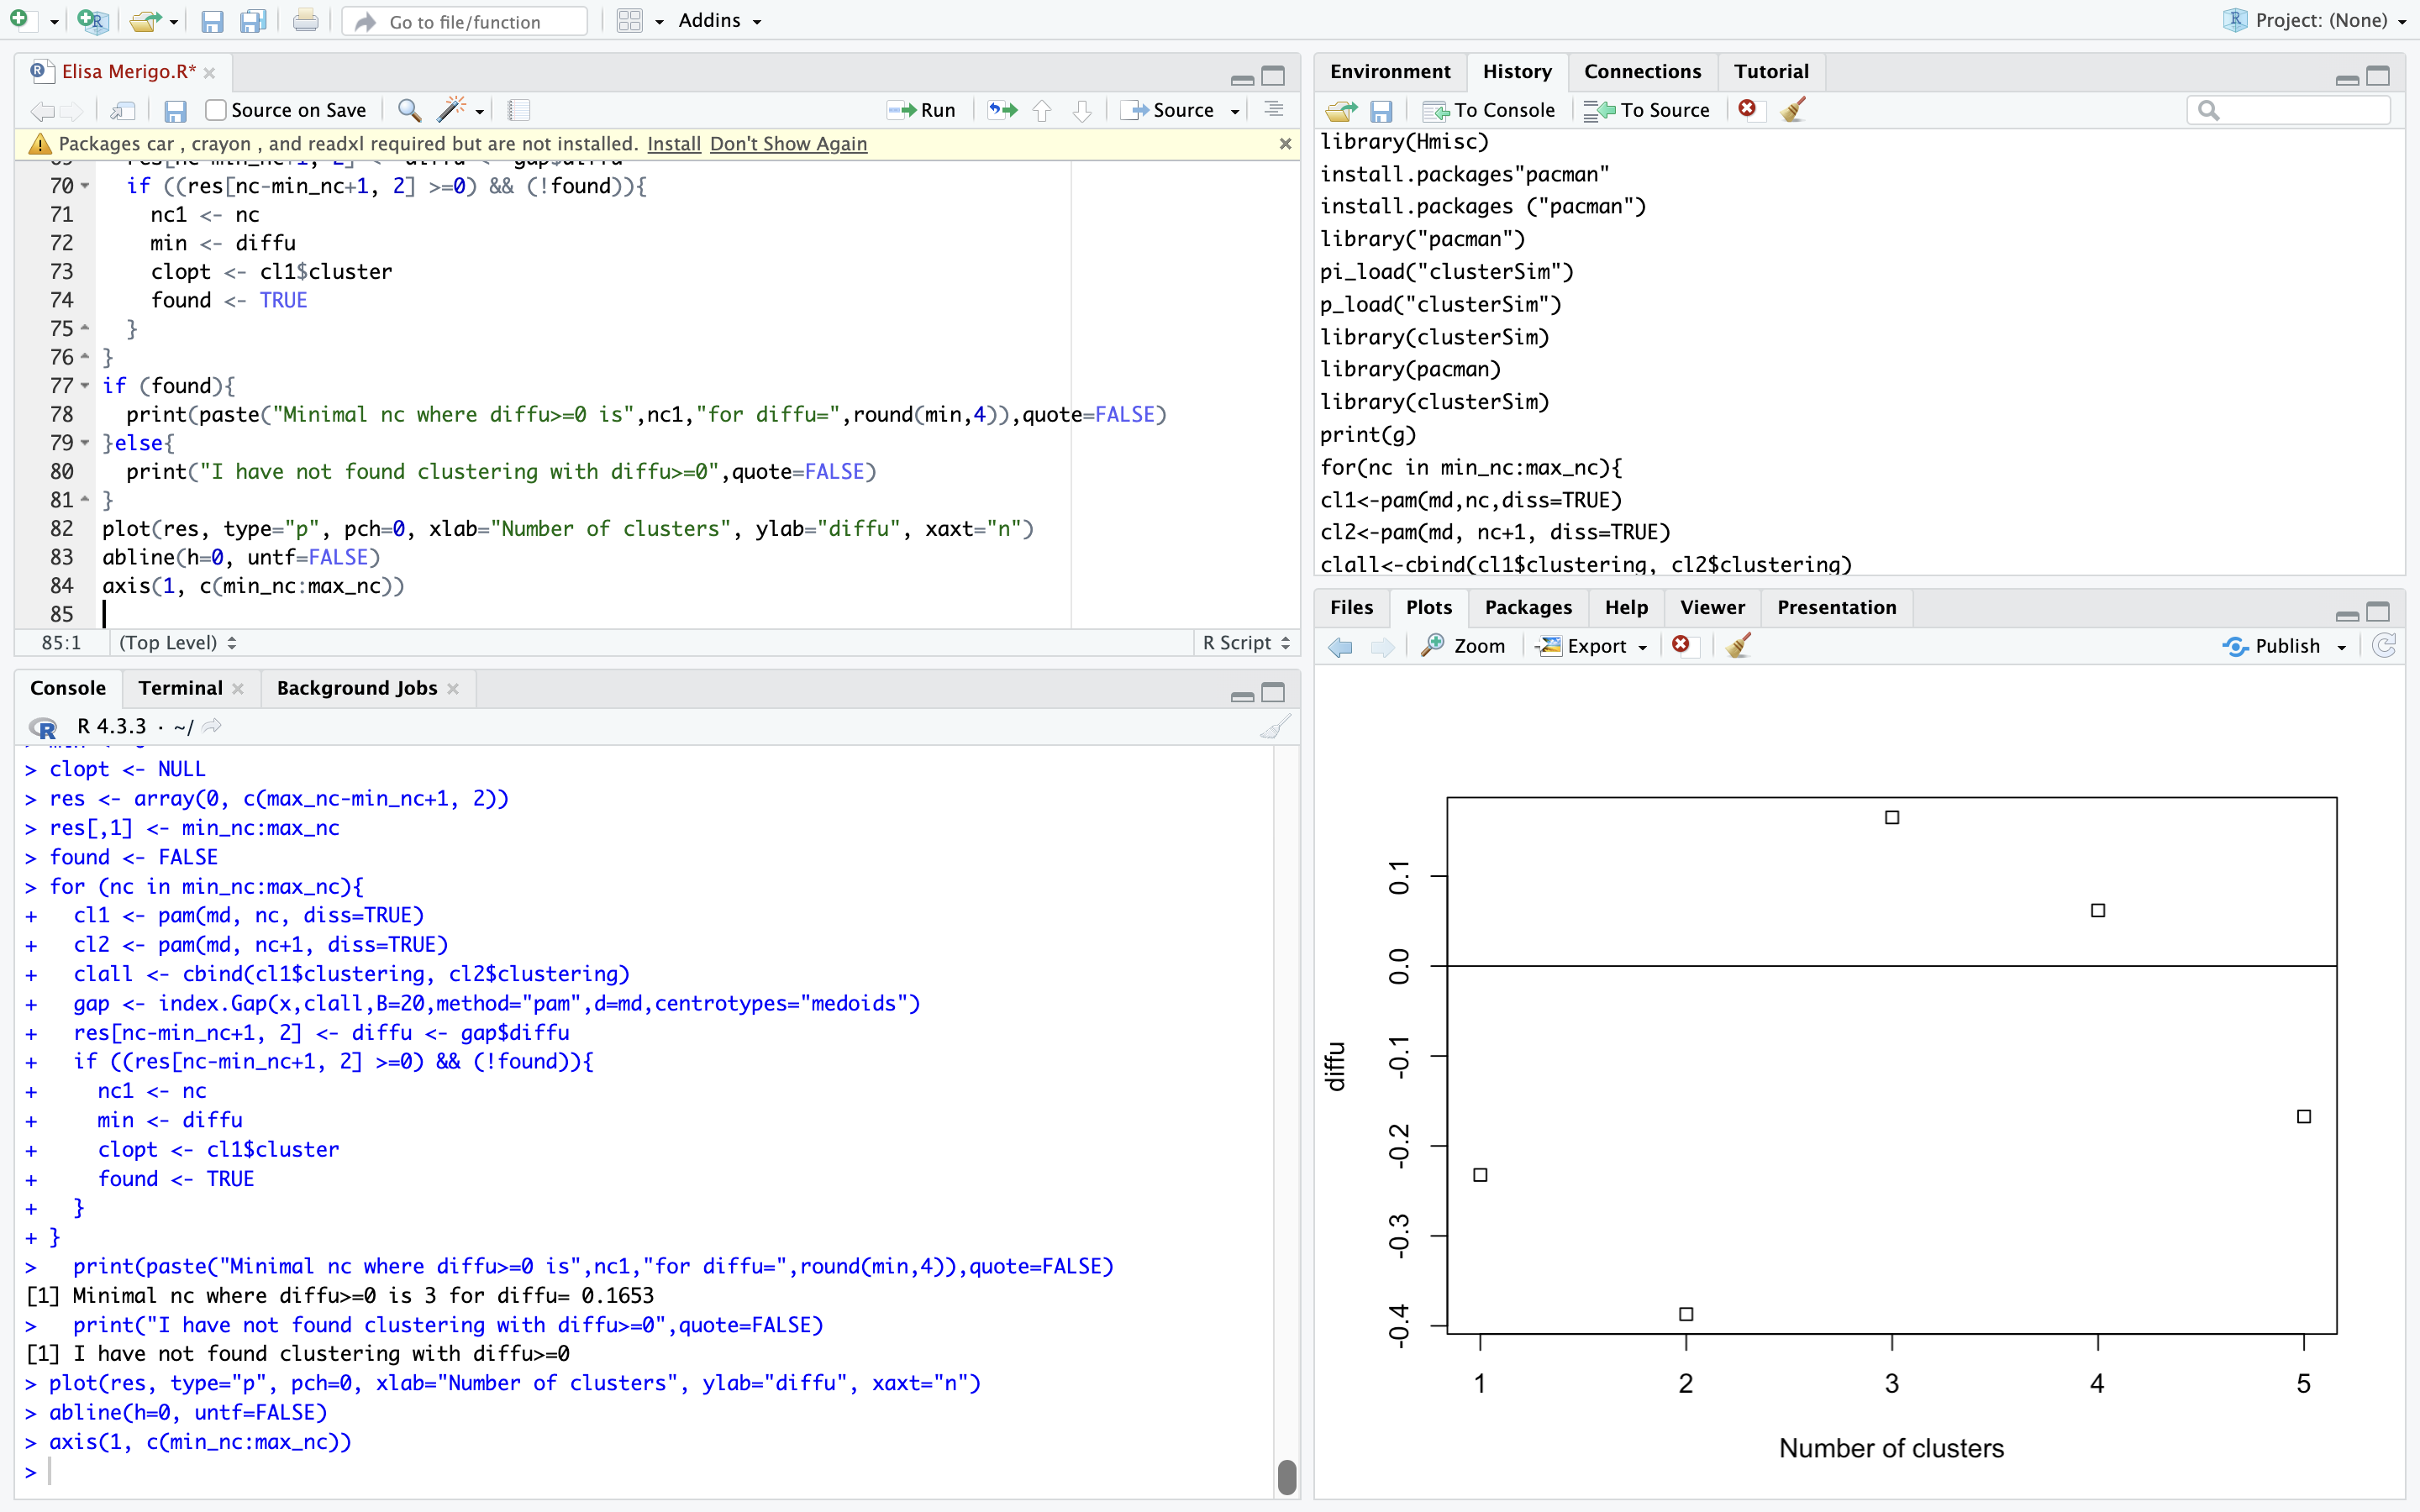 Go to file/function
Addins
Project: (None)
Elisa Merigo.R*
Source on Save
Run
Source
Packages car , crayon , and readxl required but are not installed. Install Don't Show Again
70 if ((res[nc-min_nc+1, 2] >=0) && (!found)){
71 nc1 <- nc
72 min <- diffu
73 clopt <- cl1$cluster
74 found <- TRUE
75 }
76 }
77 if (found){
78 print(paste("Minimal nc where diffu>=0 is",nc1,"for diffu=",round(min,4)),quote=FALSE)
79 }else{
80 print("I have not found clustering with diffu>=0",quote=FALSE)
81 }
82 plot(res, type="p", pch=0, xlab="Number of clusters", ylab="diffu", xaxt="n")
83 abline(h=0, untf=FALSE)
84 axis(1, c(min_nc:max_nc))
85
85:1 (Top Level) R Script
Console Terminal Background Jobs
R 4.3.3 · ~/
> clopt <- NULL
> res <- array(0, c(max_nc-min_nc+1, 2))
> res[,1] <- min_nc:max_nc
> found <- FALSE
> for (nc in min_nc:max_nc){
+ cl1 <- pam(md, nc, diss=TRUE)
+ cl2 <- pam(md, nc+1, diss=TRUE)
+ clall <- cbind(cl1$clustering, cl2$clustering)
+ gap <- index.Gap(x,clall,B=20,method="pam",d=md,centrotypes="medoids")
+ res[nc-min_nc+1, 2] <- diffu <- gap$diffu
+ if ((res[nc-min_nc+1, 2] >=0) && (!found)){
+ nc1 <- nc
+ min <- diffu
+ clopt <- cl1$cluster
+ found <- TRUE
+ }
+ }
> print(paste("Minimal nc where diffu>=0 is",nc1,"for diffu=",round(min,4)),quote=FALSE)
[1] Minimal nc where diffu>=0 is 3 for diffu= 0.1653
> print("I have not found clustering with diffu>=0",quote=FALSE)
[1] I have not found clustering with diffu>=0
> plot(res, type="p", pch=0, xlab="Number of clusters", ylab="diffu", xaxt="n")
> abline(h=0, untf=FALSE)
> axis(1, c(min_nc:max_nc))
>
Environment History Connections Tutorial
To Console To Source
library(Hmisc)
install.packages"pacman"
install.packages ("pacman")
library("pacman")
pi_load("clusterSim")
p_load("clusterSim")
library(clusterSim)
library(pacman)
library(clusterSim)
print(g)
for(nc in min_nc:max_nc){
cl1<-pam(md,nc,diss=TRUE)
cl2<-pam(md, nc+1, diss=TRUE)
clall<-cbind(cl1$clustering, cl2$clustering)
Files Plots Packages Help Viewer Presentation
Zoom Export Publish
0.1
0.0
-0.1
-0.2
-0.3
-0.4
diffu
1 2 3 4 5
Number of clusters